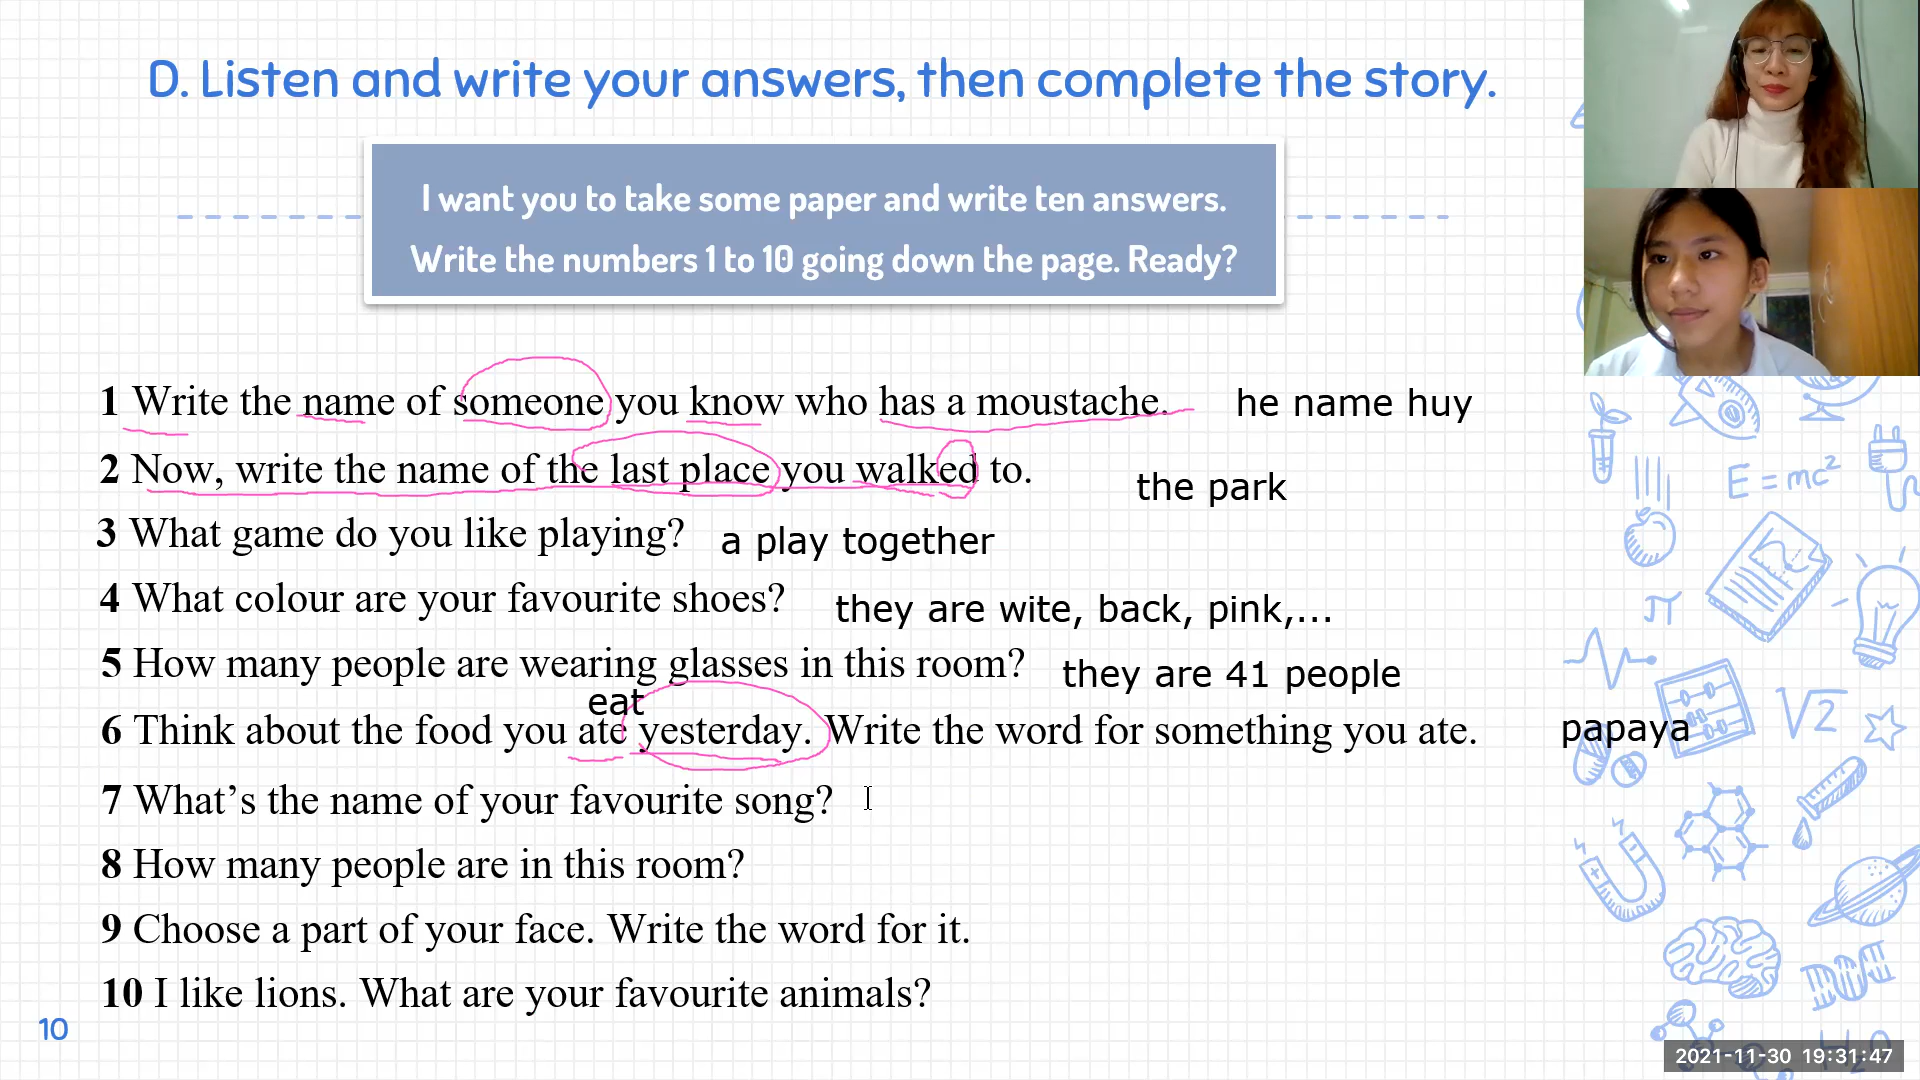 D. Listen and write your answers, then complete the story.
I want you to take some paper and write ten answers.
Write the numbers 1 to 10 going down the page. Ready?
1 Write the name of someone you know who has a moustache. he name huy
2 Now, write the name of the last place you walked to. the park
3 What game do you like playing? a play together
4 What colour are your favourite shoes? they are wite, back, pink,...
5 How many people are wearing glasses in this room? they are 41 people
eat
6 Think about the food you ate yesterday. Write the word for something you ate. papaya
7 What’s the name of your favourite song?
8 How many people are in this room?
9 Choose a part of your face. Write the word for it.
10 I like lions. What are your favourite animals?
10
E = mc²
π
√2
H₂O
2021-11-30 19:31:47